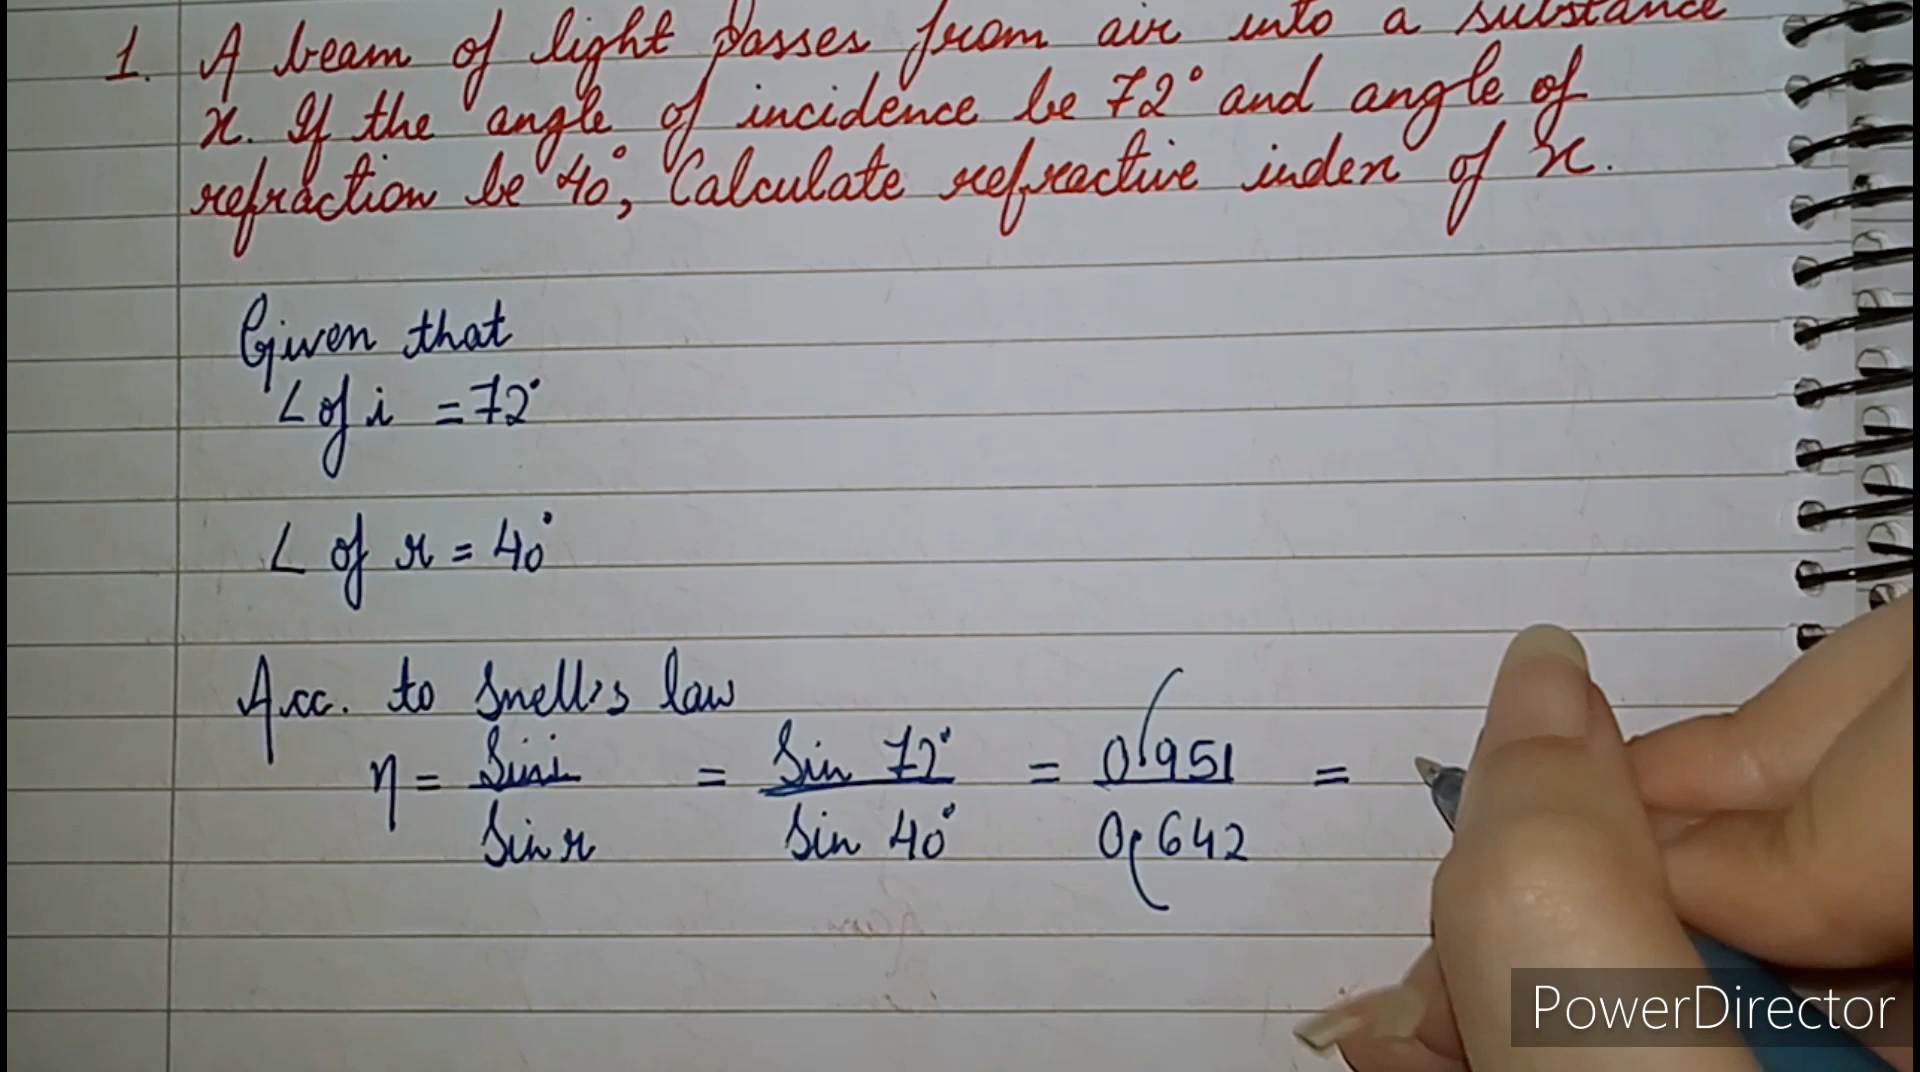 1. A beam of light passes from air into a substance
x. If the angle of incidence be 72° and angle of
refraction be 40°, Calculate refractive index of x.
Given that
∠ of i = 72°
∠ of r = 40°
Acc. to Snell's law
η = Sin i / Sin r = Sin 72° / Sin 40° = 0.951 / 0.642 =
PowerDirector